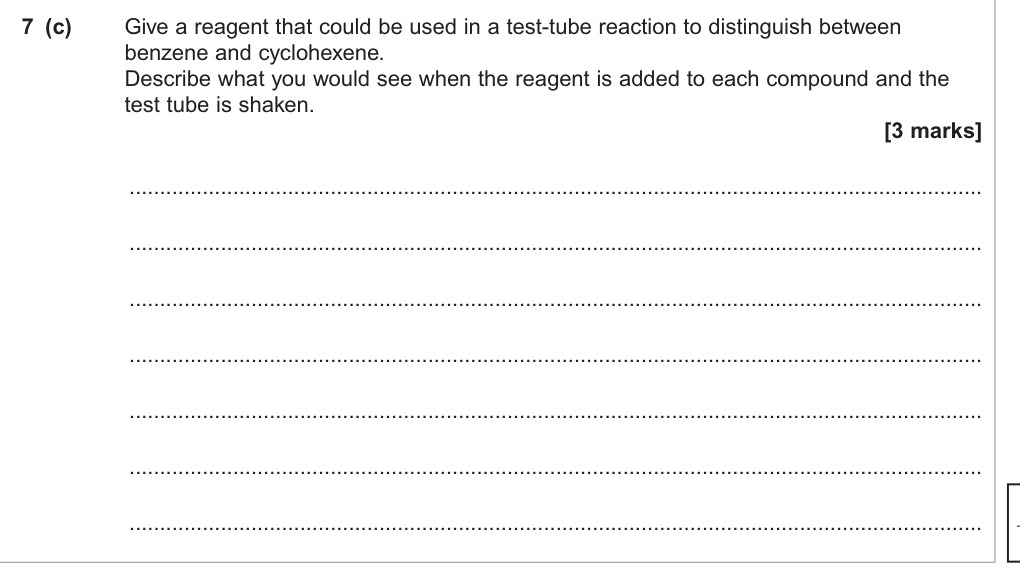 7 (c) Give a reagent that could be used in a test-tube reaction to distinguish between
benzene and cyclohexene.
Describe what you would see when the reagent is added to each compound and the
test tube is shaken.
[3 marks]